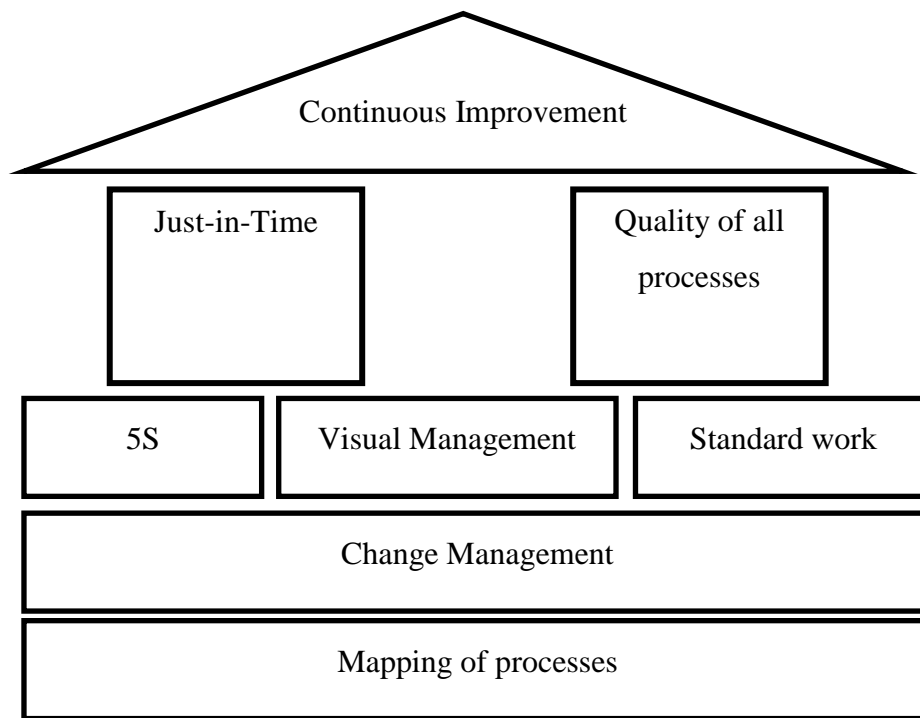 Continuous Improvement
Just-in-Time
Quality of all
processes
5S
Visual Management
Standard work
Change Management
Mapping of processes